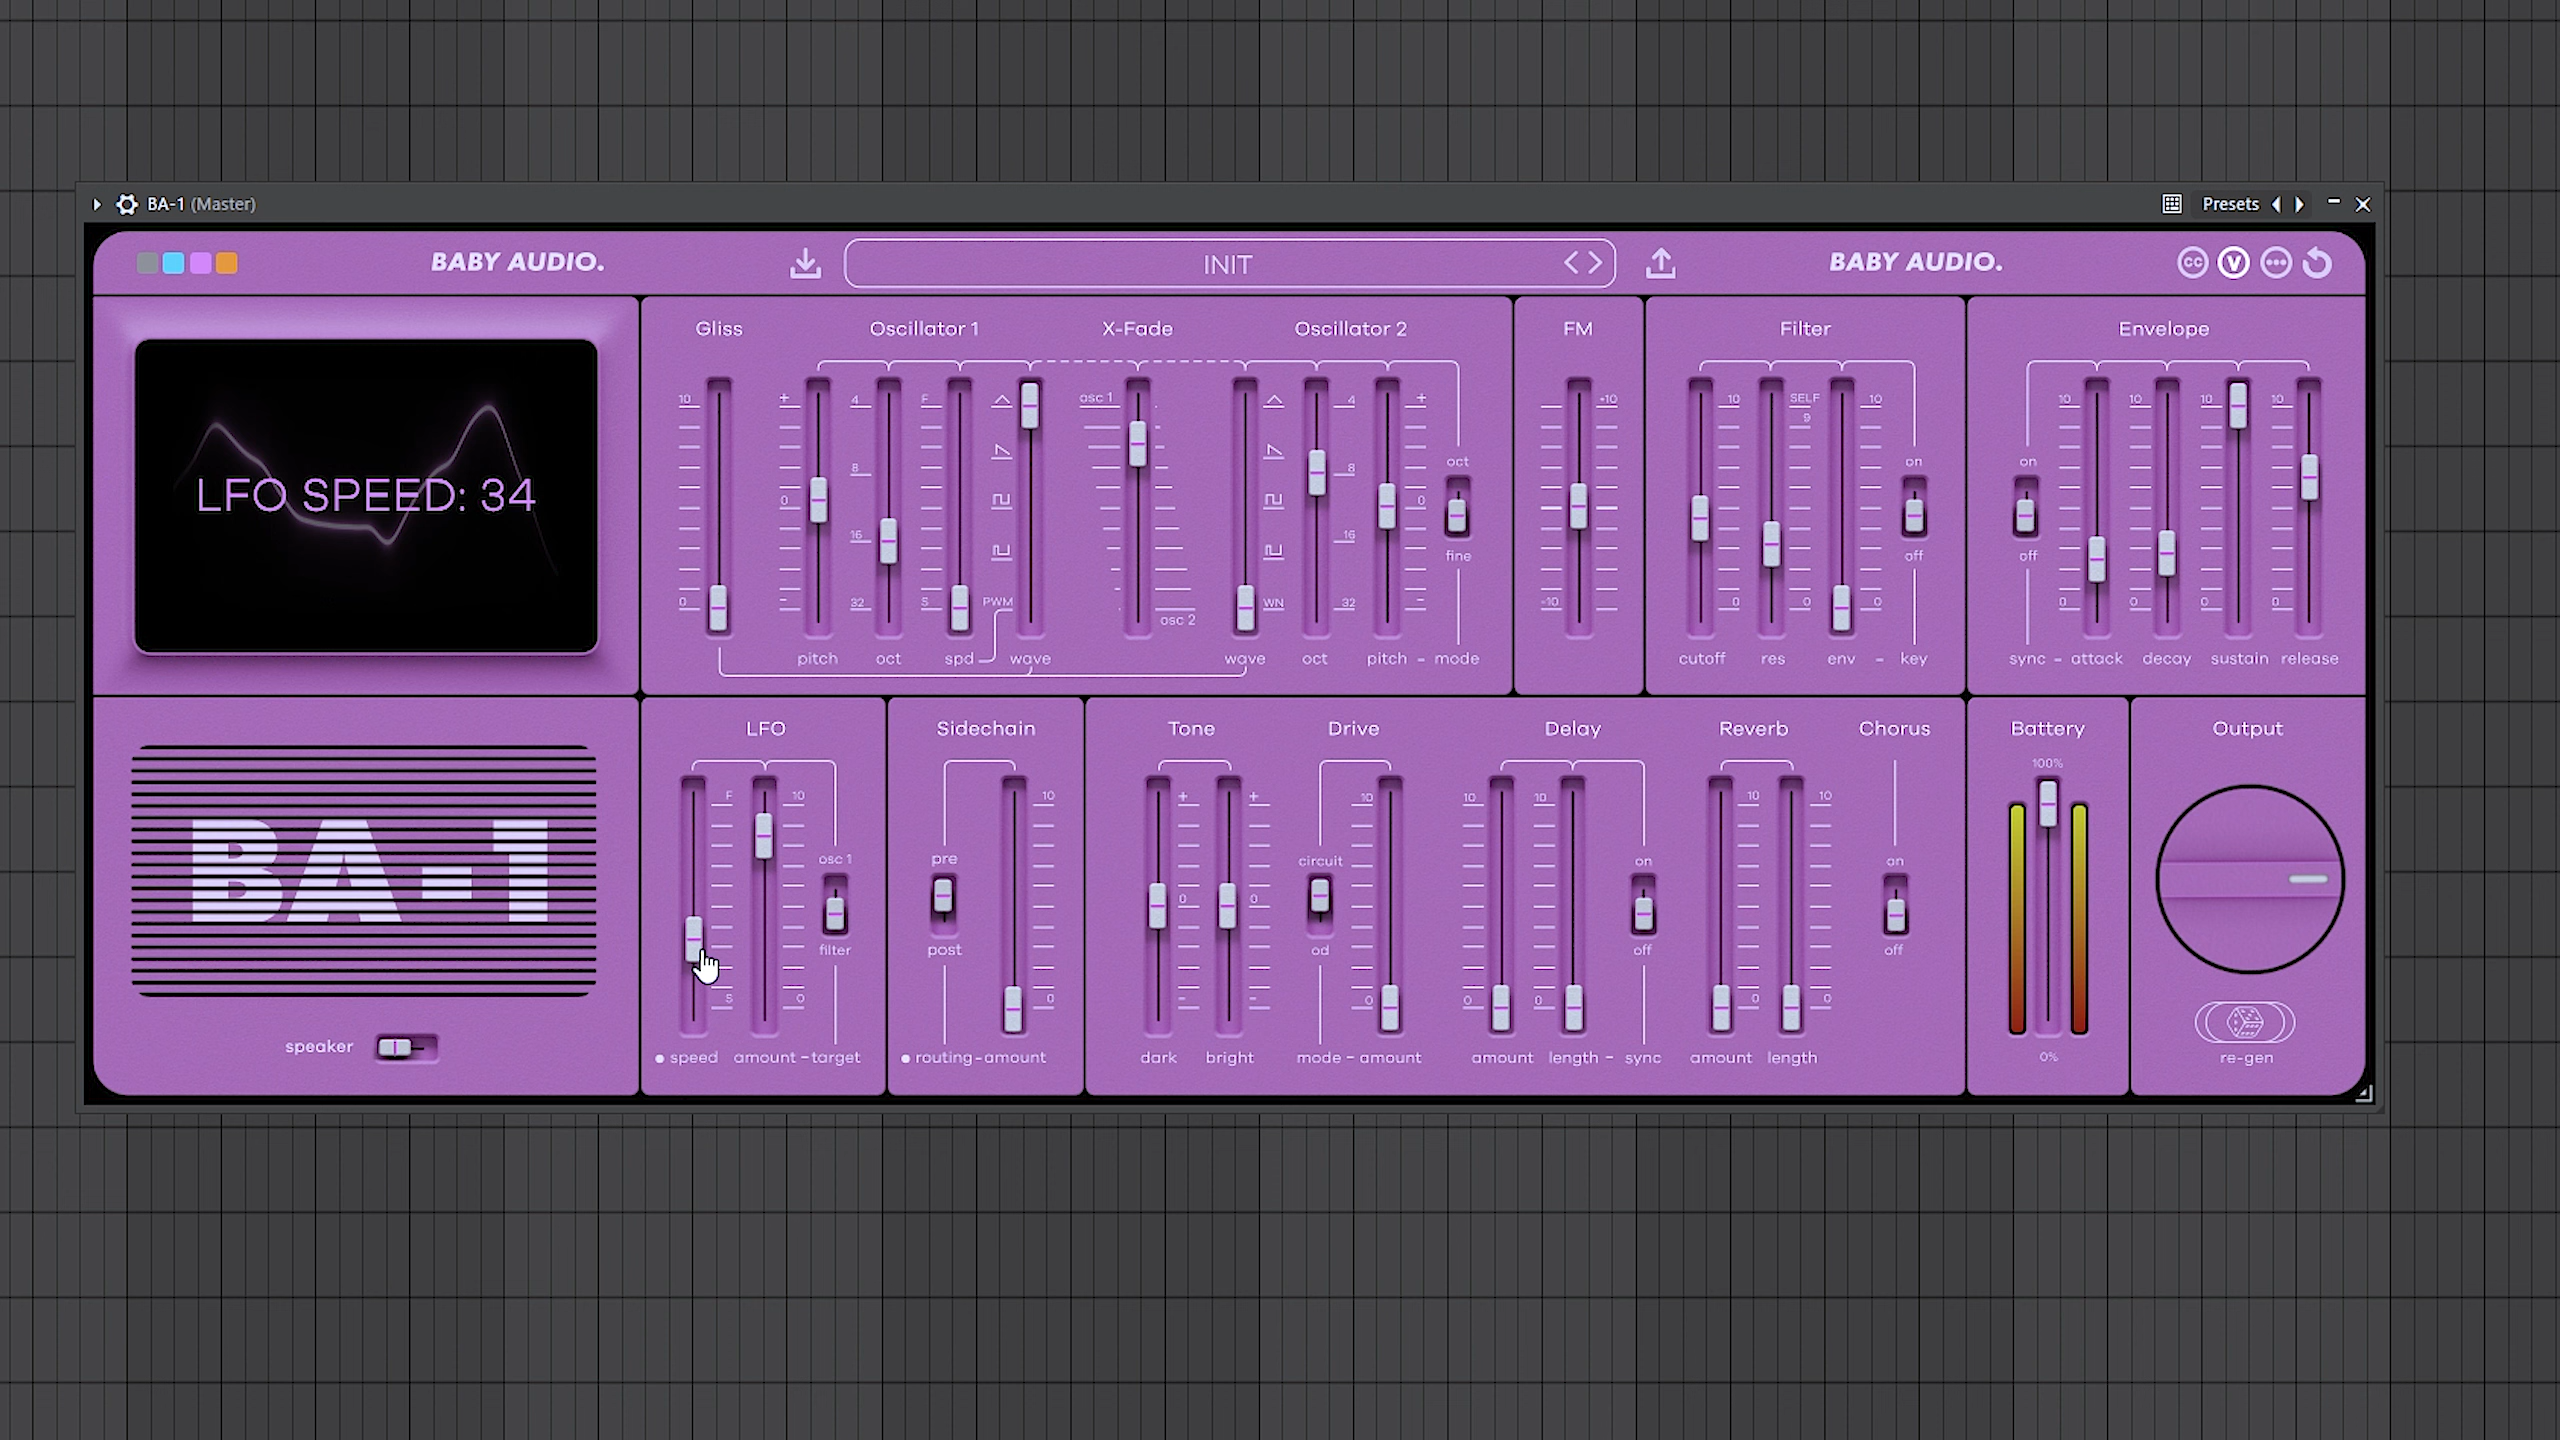 BA-1 (Master)
Presets
BABY AUDIO.
INIT
BABY AUDIO.
CC V
LFO SPEED: 34
Gliss Oscillator 1 X-Fade Oscillator 2
10 + 4 F osc 1 4 +
8 8 oct
0 0
16 16
fine
0 - 32 S PWM WN 32 -
osc 2
pitch oct spd wave wave oct pitch - mode
FM
+10
-10
Filter
10 SELF 10
9
on
off
0 0 0
cutoff res env - key
Envelope
10 10 10 10
on
off
0 0 0 0
sync - attack decay sustain release
BA-1
speaker
LFO
F 10
osc 1
filter
S 0
speed amount - target
Sidechain
10
pre
post
0
routing - amount
Tone Drive Delay Reverb Chorus
+ + 10 10 10 10 10
circuit on on
0 0
od off off
- - 0 0 0 0 0
dark bright mode - amount amount length - sync amount length
Battery
100%
0%
Output
re-gen